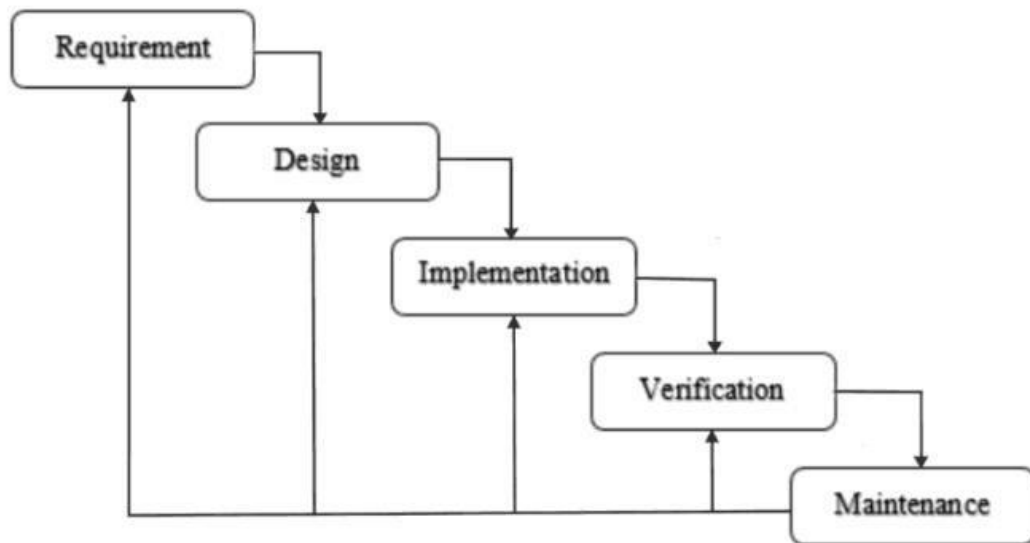 Requirement
Design
Implementation
Verification
Maintenance